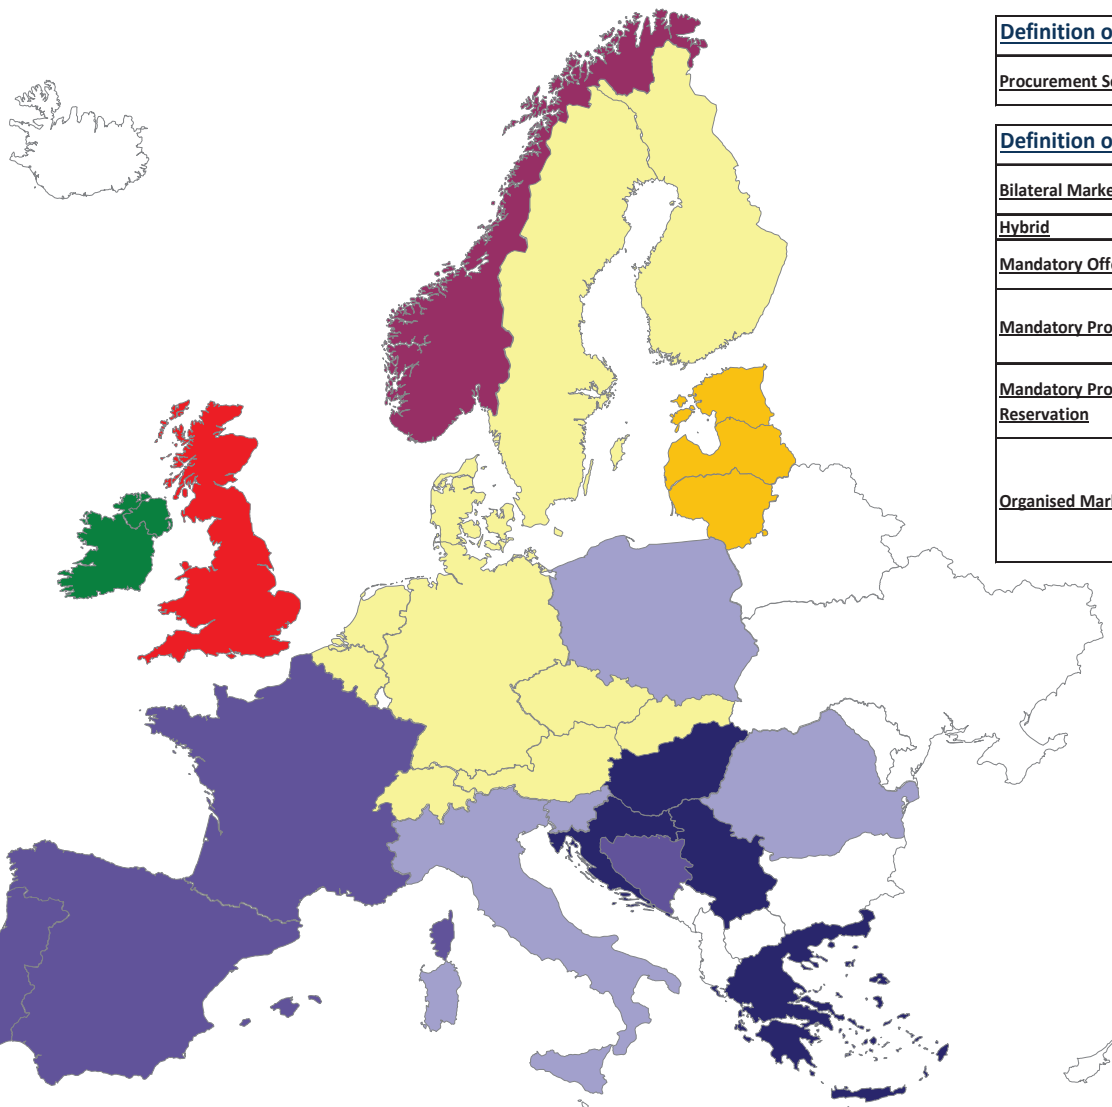 Definition o
Procurement S
Definition o
Bilateral Marke
Hybrid
Mandatory Off
Mandatory Pro
Mandatory Pro
Reservation
Organised Mar